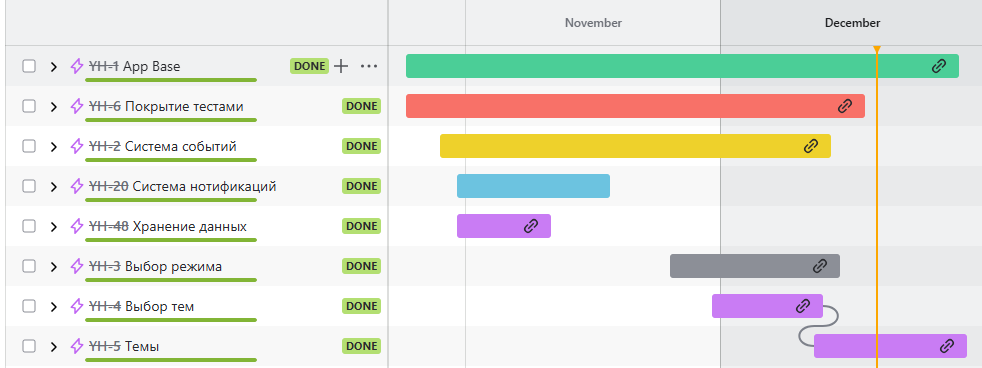 November December
YH-1 App Base DONE
YH-6 Покрытие тестами DONE
YH-2 Система событий DONE
YH-20 Система нотификаций DONE
YH-48 Хранение данных DONE
YH-3 Выбор режима DONE
YH-4 Выбор тем DONE
YH-5 Темы DONE